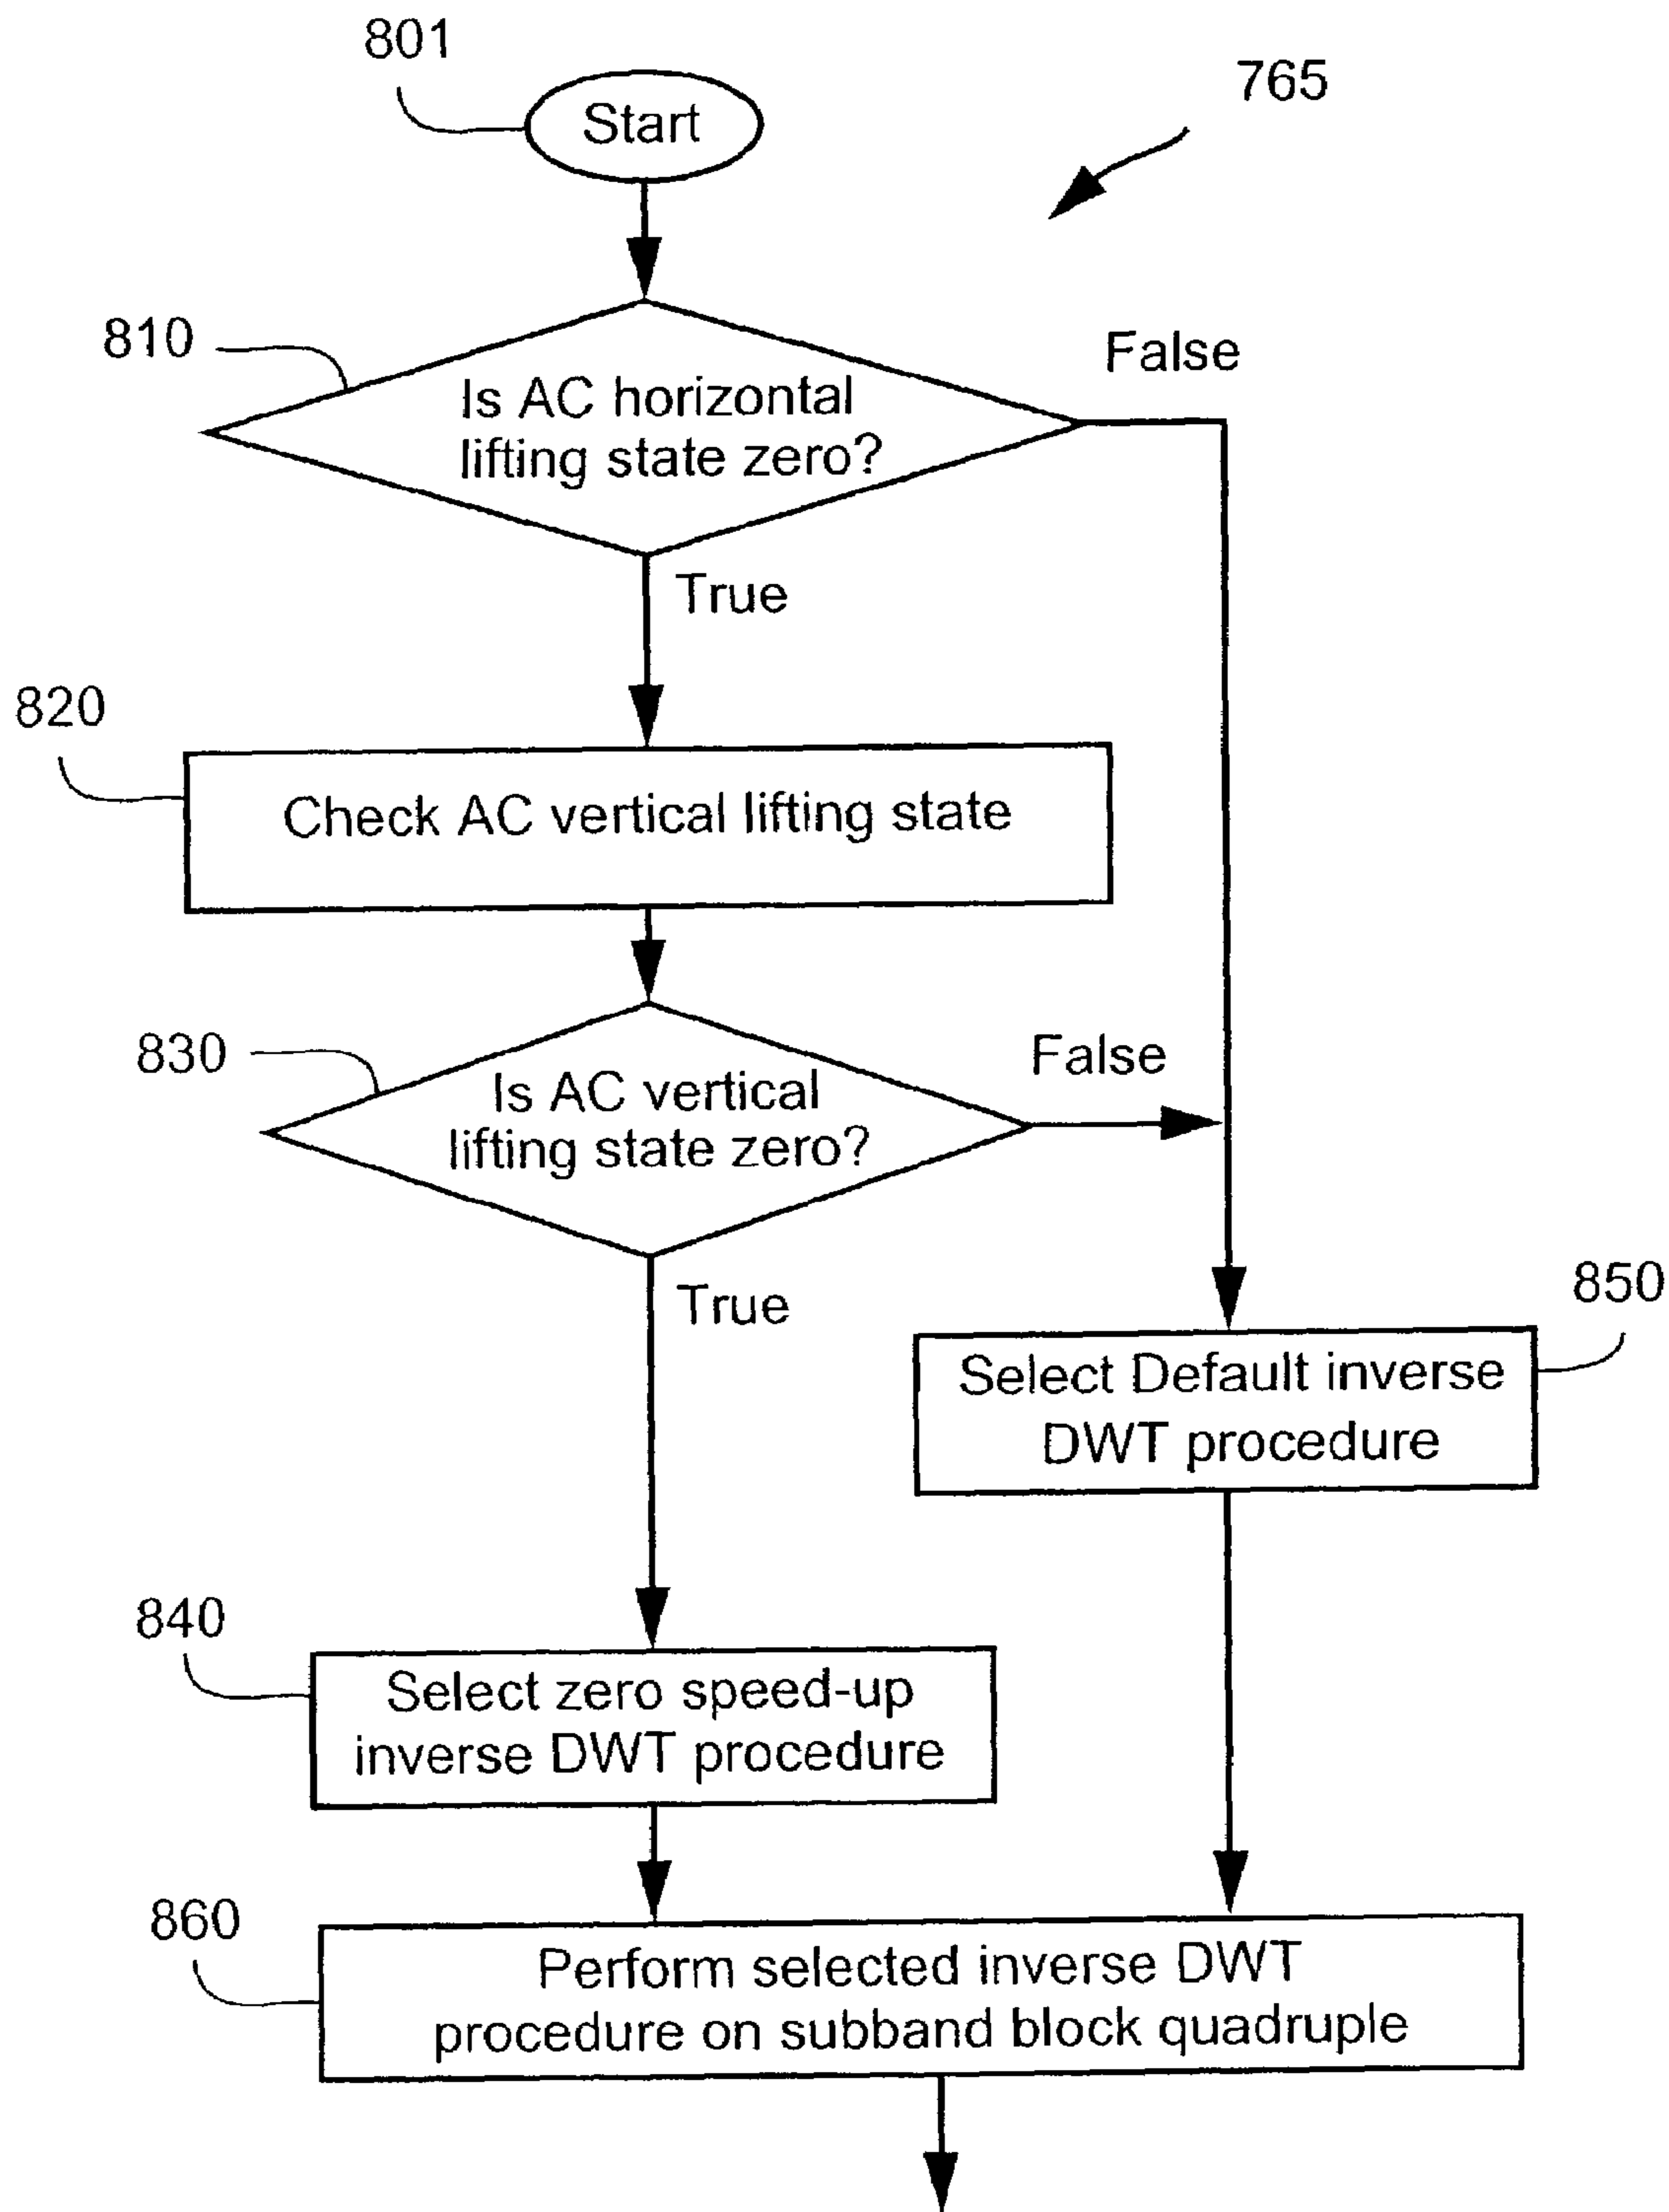 801
Start
765
810
Is AC horizontal
lifting state zero?
False
True
820
Check AC vertical lifting state
830
Is AC vertical
lifting state zero?
False
True
850
Select Default inverse
DWT procedure
840
Select zero speed-up
inverse DWT procedure
860
Perform selected inverse DWT
procedure on subband block quadruple